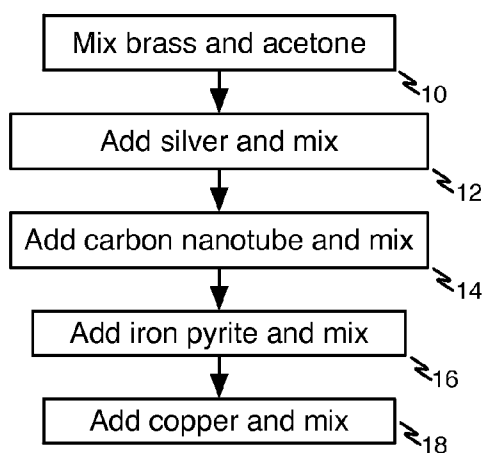 Mix brass and acetone
10
Add silver and mix
12
Add carbon nanotube and mix
14
Add iron pyrite and mix
16
Add copper and mix
18